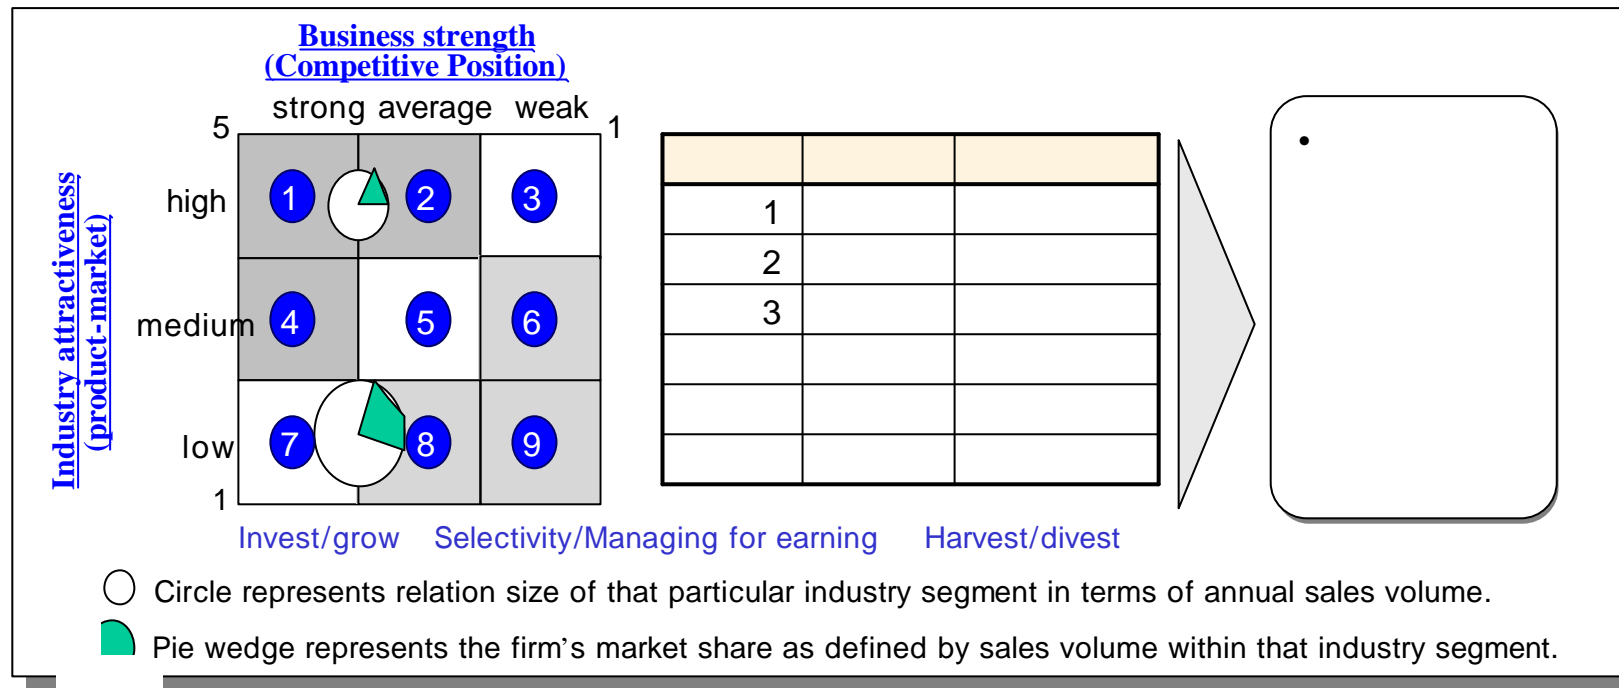 Business strength
(Competitive Position)
strong average weak
5
1
Industry attractiveness
(product-market)
high
1
2
3
medium
4
5
6
low
7
8
9
1
1
2
3
•
Invest/grow Selectivity/Managing for earning Harvest/divest
Circle represents relation size of that particular industry segment in terms of annual sales volume.
Pie wedge represents the firm’s market share as defined by sales volume within that industry segment.